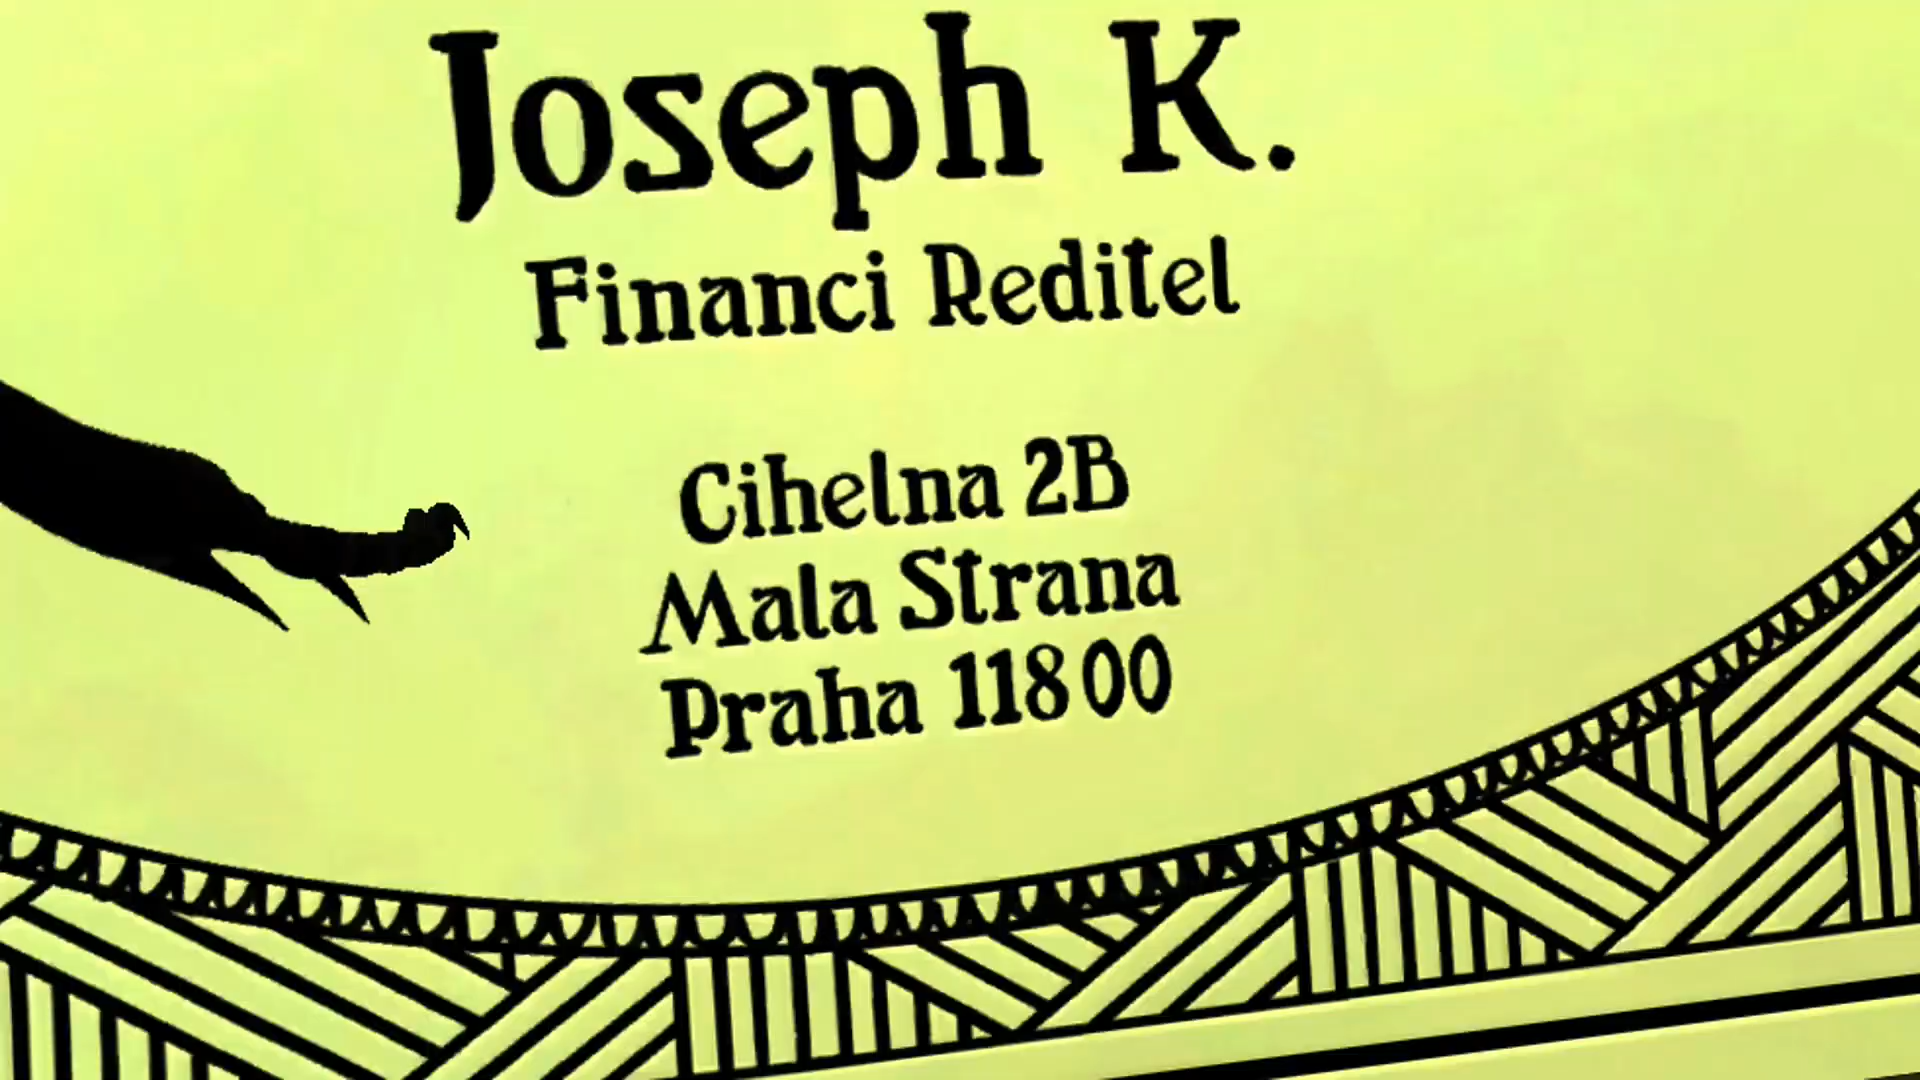 Joseph K.
Financi Reditel
Cihelna 2B
Mala Strana
Praha 118 00